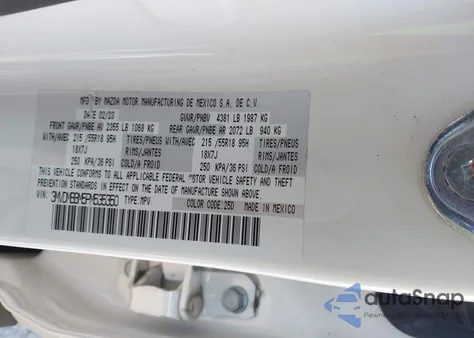 MFD BY MAZDA MOTOR MANUFACTURING DE MEXICO S.A. DE C.V.
DATE 02/23 GVWR/PNBV 4381 LB 1987 KG
FRONT GAWR/PNBE AV 2355 LB 1068 KG REAR GAWR/PNBE AR 2072 LB 940 KG
WITH/AVEC 215/55R18 95H TIRES/PNEUS WITH/AVEC 215/55R18 95H TIRES/PNEUS
18X7J RIMS/JANTES 18X7J RIMS/JANTES
250 KPA/36 PSI COLD/A FROID 250 KPA/36 PSI COLD/A FROID
CONFORMS TO ALL APPLICABLE FEDERAL MOTOR VEHICLE SAFETY AND THEFT
PREVENTION STANDARDS IN EFFECT ON THE DATE OF MANUFACTURE SHOWN ABOVE.
VIN: TYPE:MPV COLOR CODE:25D MADE IN MEXICO
autoSnap